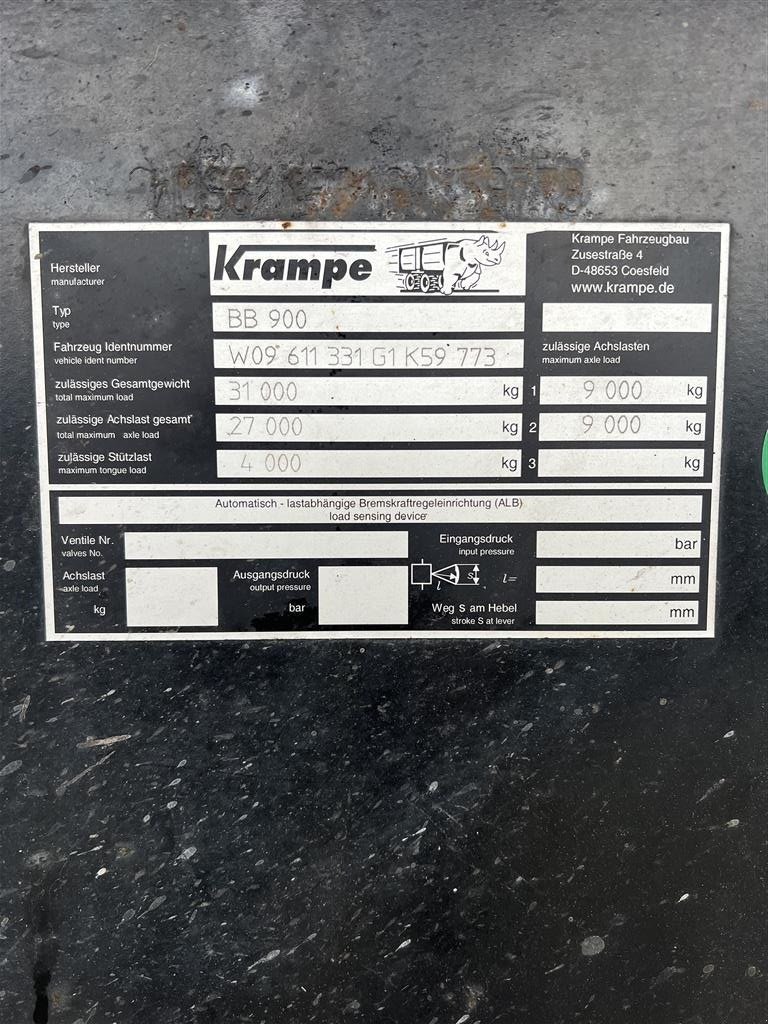 Krampe
Krampe Fahrzeugbau
Zusestraße 4
D-48653 Coesfeld
www.krampe.de
Hersteller
manufacturer
Typ
type
BB 900
Fahrzeug Identnummer
vehicle ident number
W09 611 331 G1 K59 773
zulässige Achslasten
maximum axle load
zulässiges Gesamtgewicht
total maximum load
31 000 kg
1 9 000 kg
zulässige Achslast gesamt
total maximum axle load
27 000 kg
2 9 000 kg
zulässige Stützlast
maximum tongue load
4 000 kg
3 kg
Automatisch - lastabhängige Bremskraftregeleinrichtung (ALB)
load sensing device
Ventile Nr.
valves No.
Eingangsdruck
input pressure
bar
Achslast
axle load
kg
Ausgangsdruck
output pressure
bar
l S l= mm
Weg S am Hebel
stroke S at lever
mm